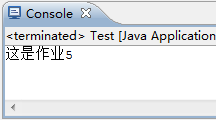 Console
<terminated> Test [Java Application
这是作业5